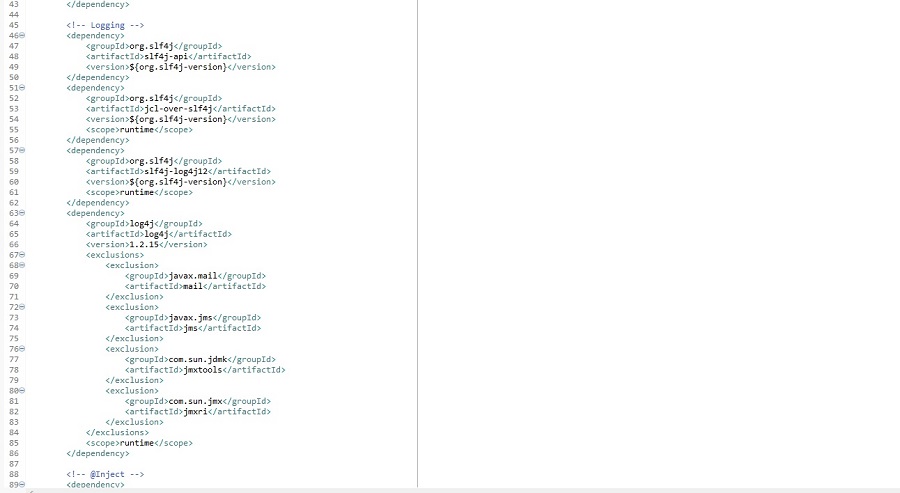 43 </dependency>
44
45 <!-- Logging -->
46 <dependency>
47 <groupId>org.slf4j</groupId>
48 <artifactId>slf4j-api</artifactId>
49 <version>${org.slf4j-version}</version>
50 </dependency>
51 <dependency>
52 <groupId>org.slf4j</groupId>
53 <artifactId>jcl-over-slf4j</artifactId>
54 <version>${org.slf4j-version}</version>
55 <scope>runtime</scope>
56 </dependency>
57 <dependency>
58 <groupId>org.slf4j</groupId>
59 <artifactId>slf4j-log4j12</artifactId>
60 <version>${org.slf4j-version}</version>
61 <scope>runtime</scope>
62 </dependency>
63 <dependency>
64 <groupId>log4j</groupId>
65 <artifactId>log4j</artifactId>
66 <version>1.2.15</version>
67 <exclusions>
68 <exclusion>
69 <groupId>javax.mail</groupId>
70 <artifactId>mail</artifactId>
71 </exclusion>
72 <exclusion>
73 <groupId>javax.jms</groupId>
74 <artifactId>jms</artifactId>
75 </exclusion>
76 <exclusion>
77 <groupId>com.sun.jdmk</groupId>
78 <artifactId>jmxtools</artifactId>
79 </exclusion>
80 <exclusion>
81 <groupId>com.sun.jmx</groupId>
82 <artifactId>jmxri</artifactId>
83 </exclusion>
84 </exclusions>
85 <scope>runtime</scope>
86 </dependency>
87
88 <!-- @Inject -->
89 <dependency>